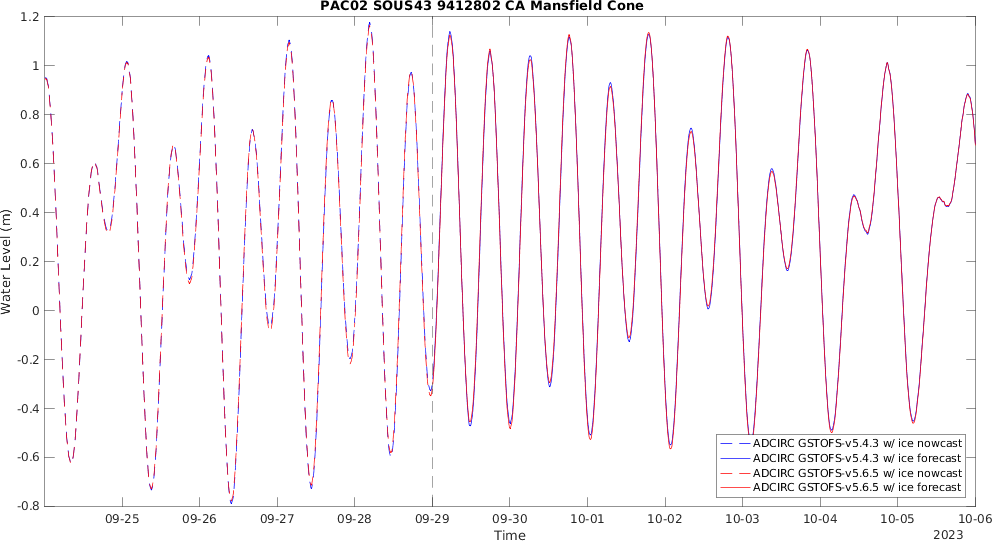 PAC02 SOUS43 9412802 CA Mansfield Cone
Water Level (m)
1.2
1
0.8
0.6
0.4
0.2
0
-0.2
-0.4
-0.6
-0.8
ADCIRC GSTOFS-v5.4.3 w/ ice nowcast
ADCIRC GSTOFS-v5.4.3 w/ ice forecast
ADCIRC GSTOFS-v5.6.5 w/ ice nowcast
ADCIRC GSTOFS-v5.6.5 w/ ice forecast
09-25 09-26 09-27 09-28 09-29 09-30 10-01 10-02 10-03 10-04 10-05 10-06
Time
2023